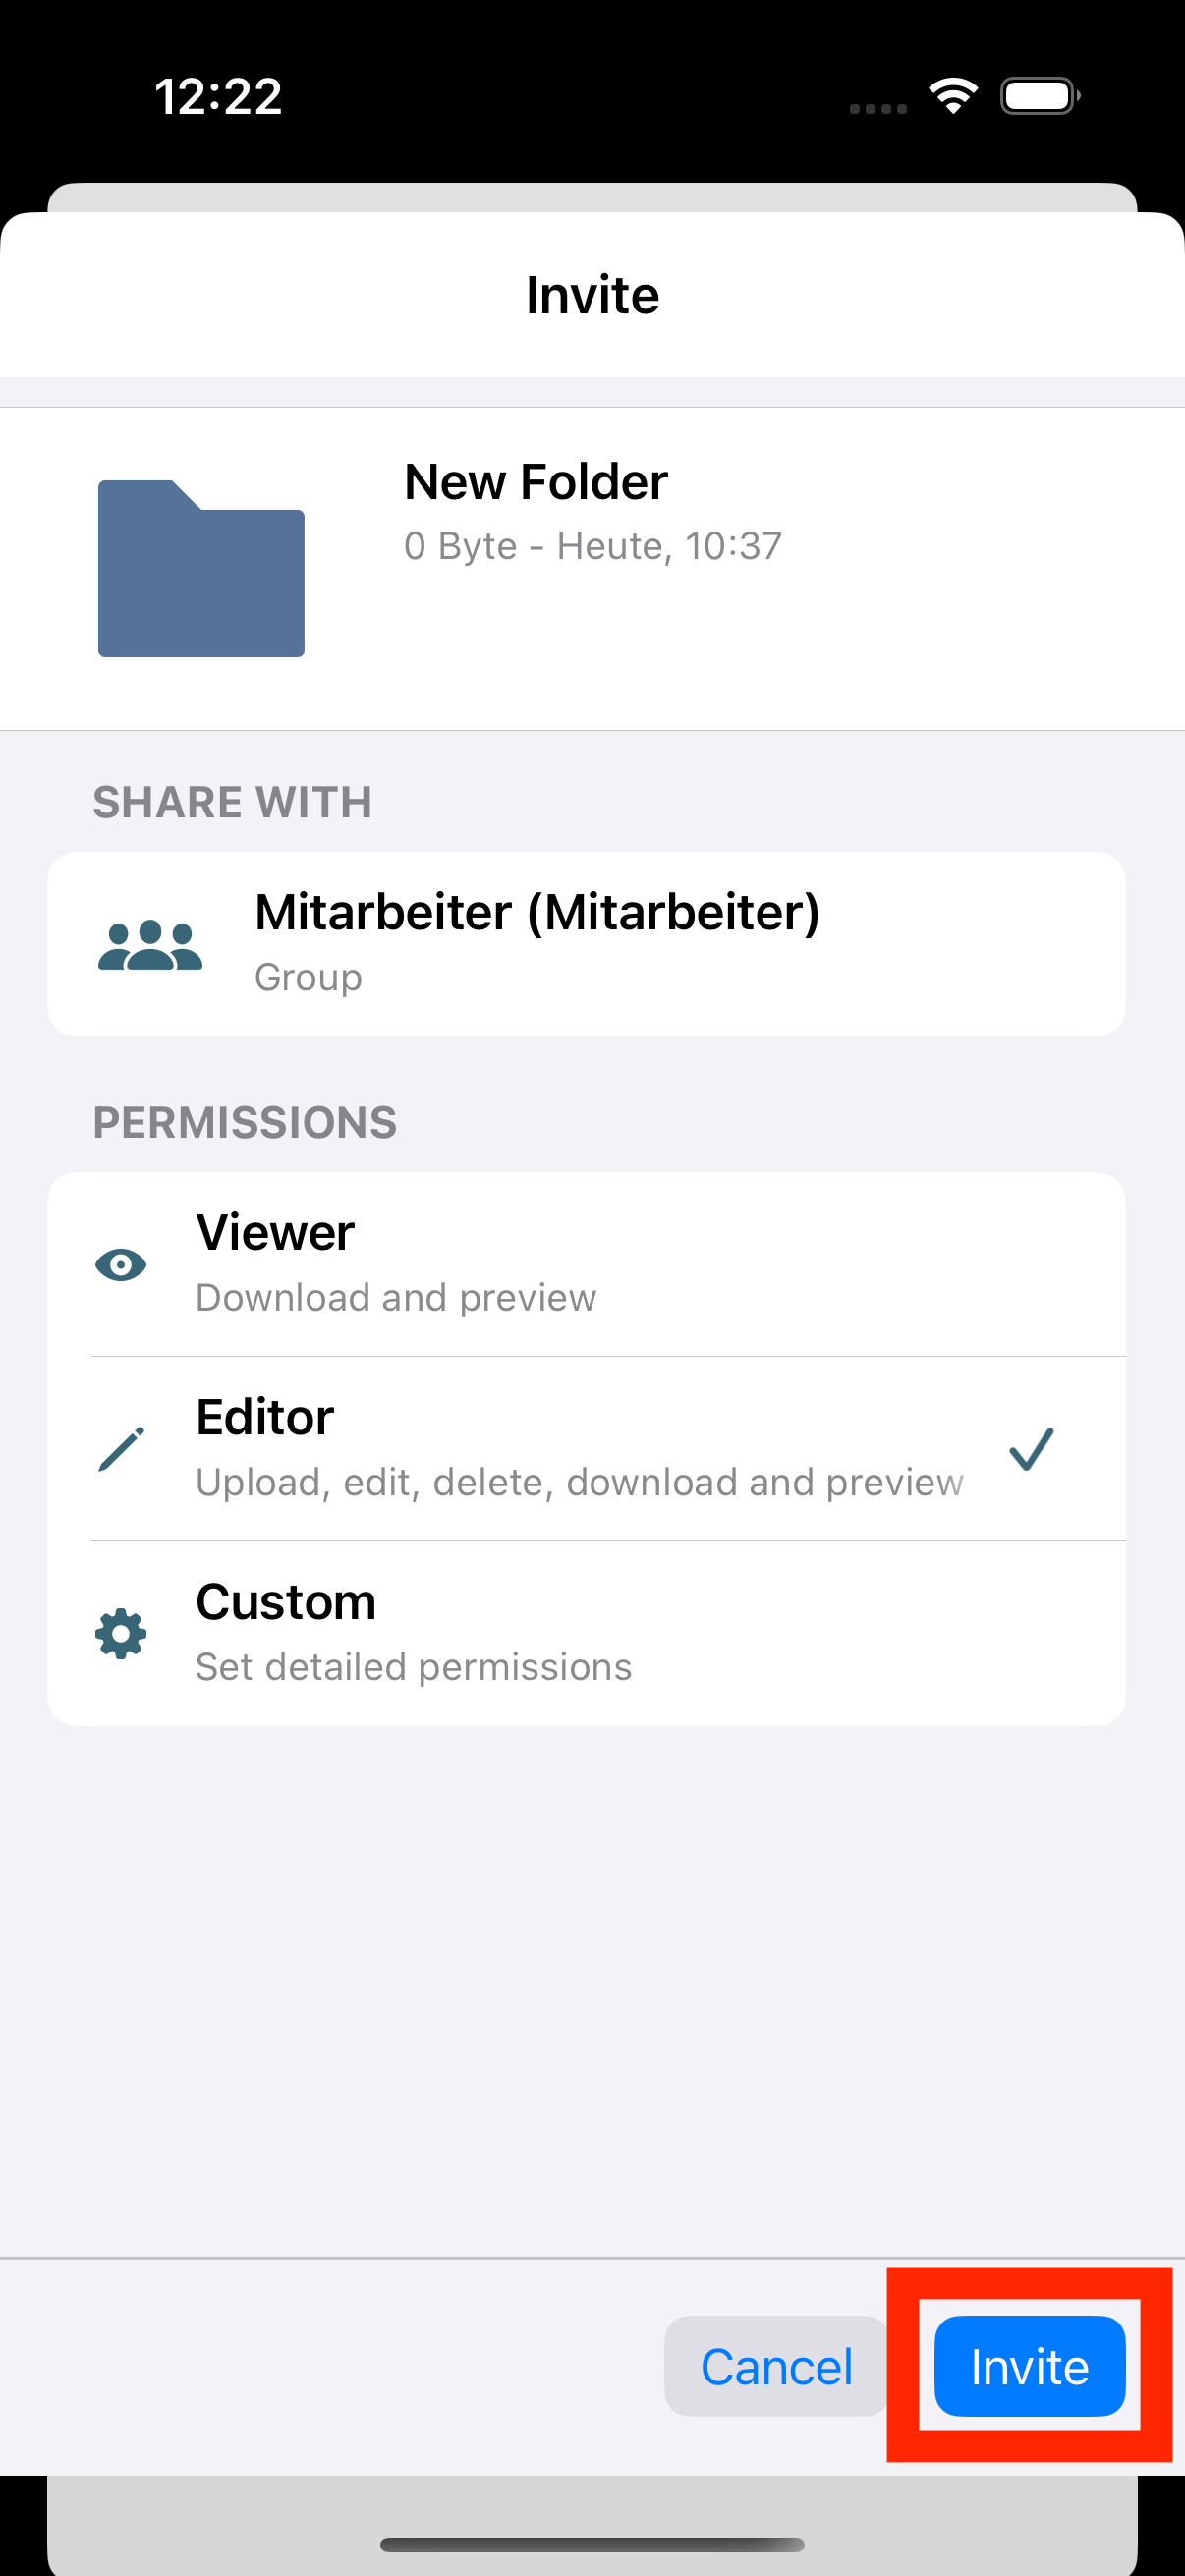 12:22
Invite
New Folder
0 Byte - Heute, 10:37
SHARE WITH
Mitarbeiter (Mitarbeiter)
Group
PERMISSIONS
Viewer
Download and preview
Editor
Upload, edit, delete, download and preview
Custom
Set detailed permissions
Cancel
Invite